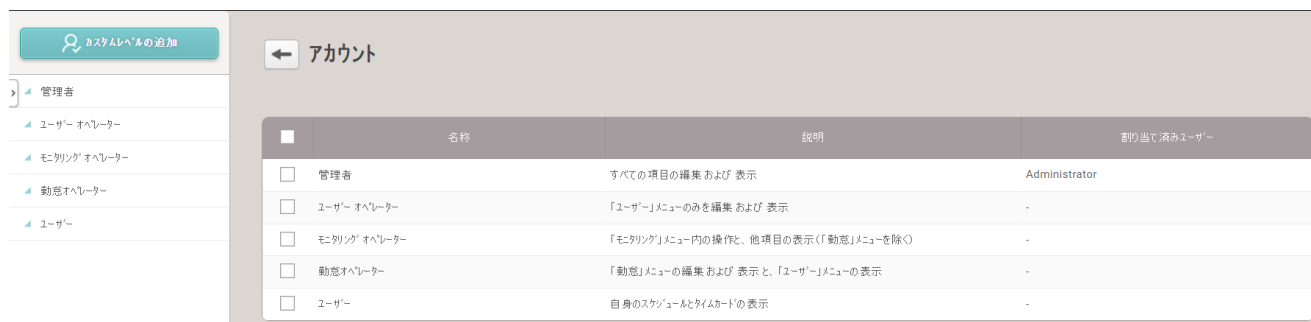 カスタムレベルの追加
アカウント
管理者
ユーザー オペレーター
モニタリング オペレーター
勤怠オペレーター
ユーザー
名称 説明 割り当て済みユーザー
管理者 すべての項目の編集 および 表示 Administrator
ユーザー オペレーター 「ユーザー」メニューのみを編集 および 表示 -
モニタリング オペレーター 「モニタリング」メニュー内の操作と、他項目の表示(「勤怠」メニューを除く) -
勤怠オペレーター 「勤怠」メニューの編集 および 表示 と、「ユーザー」メニューの表示 -
ユーザー 自身のスケジュールとタイムカードの表示 -